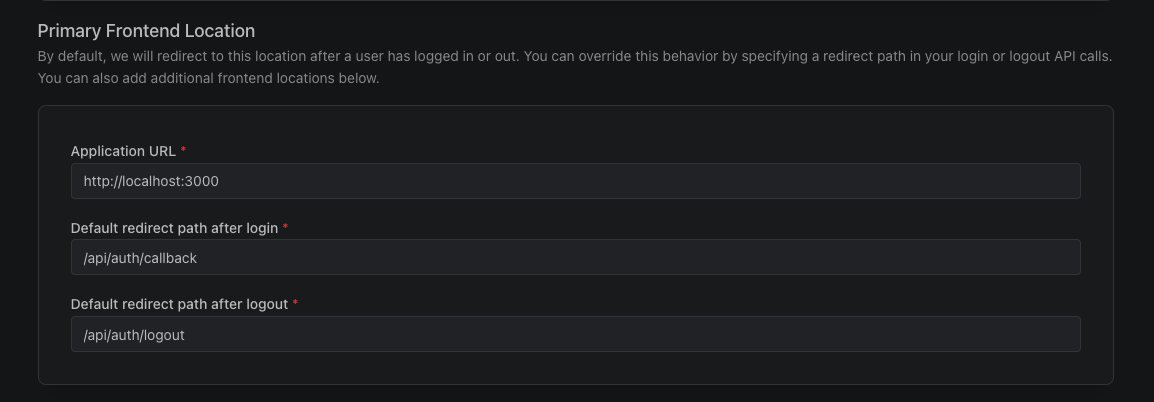 Primary Frontend Location
By default, we will redirect to this location after a user has logged in or out. You can override this behavior by specifying a redirect path in your login or logout API calls.
You can also add additional frontend locations below.
Application URL *
http://localhost:3000
Default redirect path after login *
/api/auth/callback
Default redirect path after logout *
/api/auth/logout